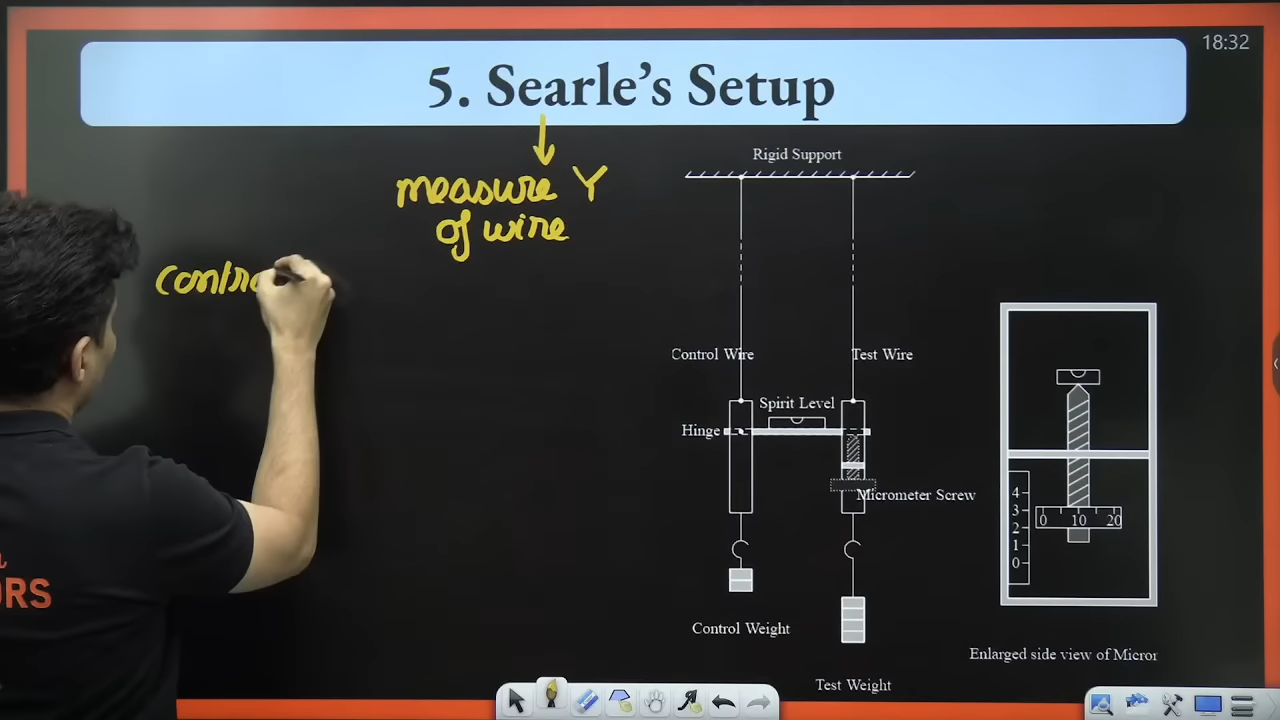 18:32
5. Searle's Setup
measure Y
of wire
contro
Rigid Support
Control Wire
Test Wire
Spirit Level
Hinge
Micrometer Screw
4
3
2
1
0
0 10 20
Control Weight
Test Weight
Enlarged side view of Micror
ORS